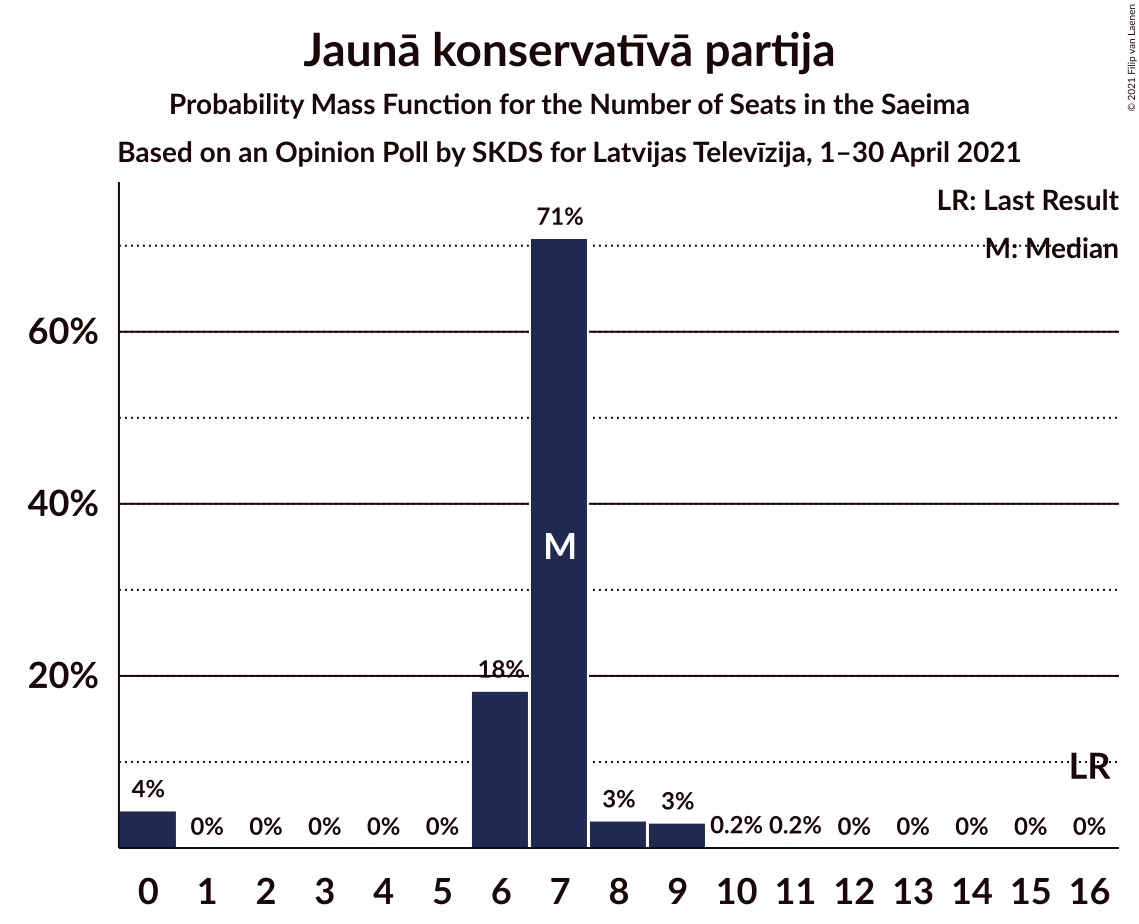 Jaunā konservatīvā partija
Probability Mass Function for the Number of Seats in the Saeima
Based on an Opinion Poll by SKDS for Latvijas Televīzija, 1–30 April 2021
© 2021 Filip van Laenen
LR: Last Result
M: Median
71%
60%
40%
M
20%
18%
LR
4%
0%
0%
0%
0%
0%
3%
3%
0.2%
0.2%
0%
0%
0%
0%
0%
0 1 2 3 4 5 6 7 8 9 10 11 12 13 14 15 16